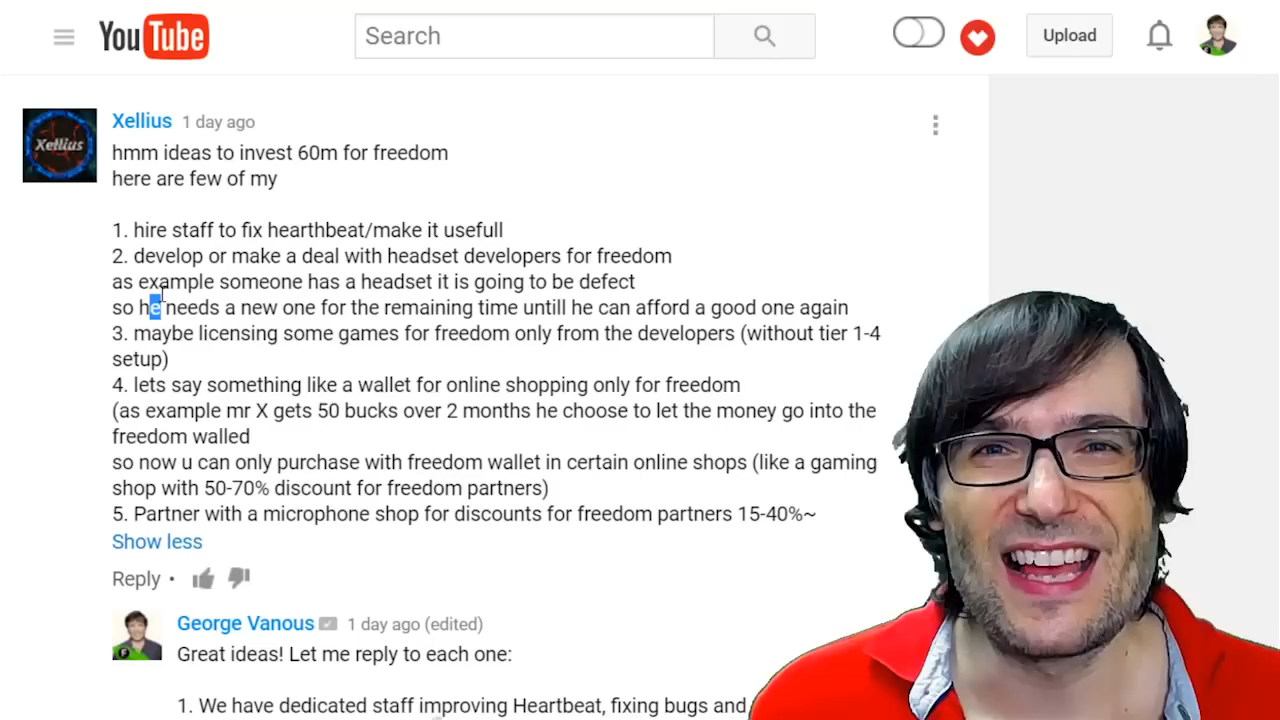 YouTube
Search
Upload
Xellius
Xellius 1 day ago
hmm ideas to invest 60m for freedom
here are few of my
1. hire staff to fix hearthbeat/make it usefull
2. develop or make a deal with headset developers for freedom
as example someone has a headset it is going to be defect
so he needs a new one for the remaining time untill he can afford a good one again
3. maybe licensing some games for freedom only from the developers (without tier 1-4
setup)
4. lets say something like a wallet for online shopping only for freedom
(as example mr X gets 50 bucks over 2 months he choose to let the money go into the
freedom walled
so now u can only purchase with freedom wallet in certain online shops (like a gaming
shop with 50-70% discount for freedom partners)
5. Partner with a microphone shop for discounts for freedom partners 15-40%~
Show less
Reply •
George Vanous 1 day ago (edited)
Great ideas! Let me reply to each one:
1. We have dedicated staff improving Heartbeat, fixing bugs and